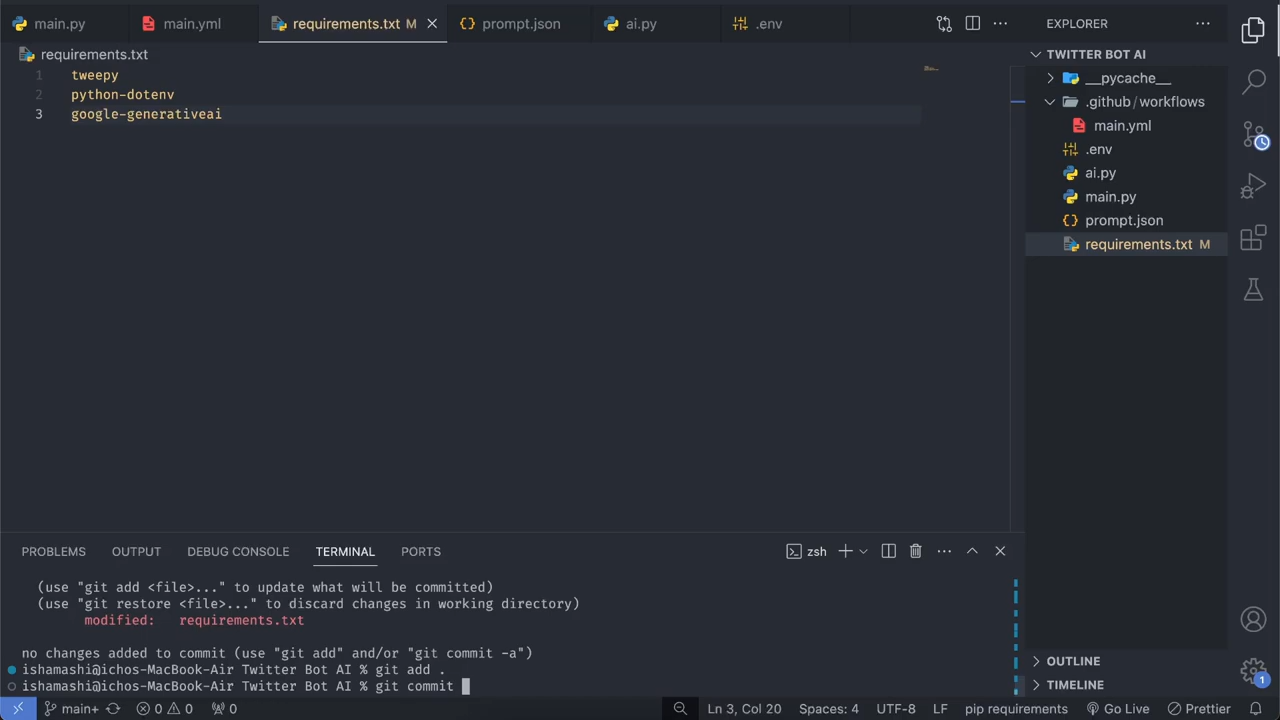 main.py
main.yml
requirements.txt M
prompt.json
ai.py
.env
EXPLORER
requirements.txt
TWITTER BOT AI
1 tweepy
2 python-dotenv
3 google-generativeai
__pycache__
.github/workflows
main.yml
.env
ai.py
main.py
prompt.json
requirements.txt M
PROBLEMS OUTPUT DEBUG CONSOLE TERMINAL PORTS
zsh
(use "git add <file>..." to update what will be committed)
(use "git restore <file>..." to discard changes in working directory)
modified: requirements.txt
no changes added to commit (use "git add" and/or "git commit -a")
ishamashi@ichos-MacBook-Air Twitter Bot AI % git add .
ishamashi@ichos-MacBook-Air Twitter Bot AI % git commit
OUTLINE
TIMELINE
1
main+ 0 0 0 Ln 3, Col 20 Spaces: 4 UTF-8 LF pip requirements Go Live Prettier